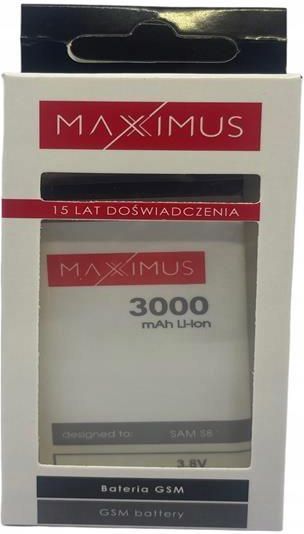 MAXXIMUS
15 LAT DOŚWIADCZENIA
MAXXIMUS
3000
mAh Li-Ion
designed to: SAM S8
3.8V
Bateria GSM
GSM battery